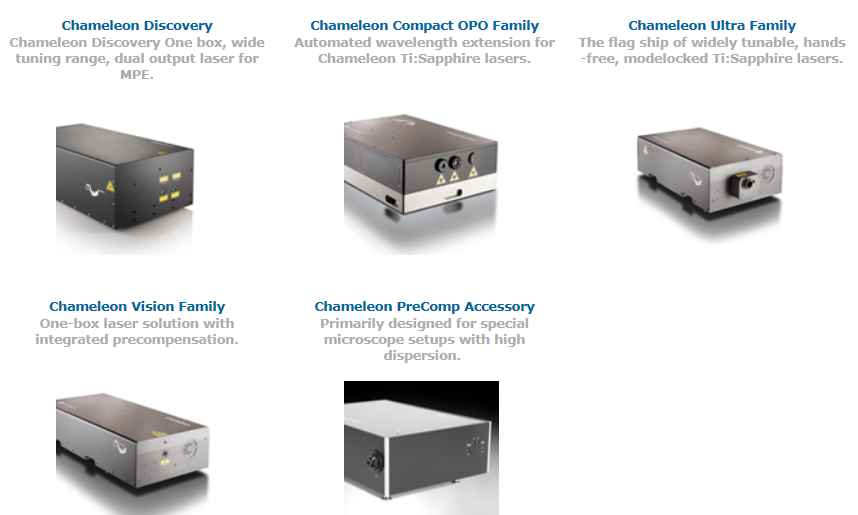 Chameleon Discovery
Chameleon Discovery One box, wide
tuning range, dual output laser for
MPE.
Chameleon Compact OPO Family
Automated wavelength extension for
Chameleon Ti:Sapphire lasers.
Chameleon Ultra Family
The flag ship of widely tunable, hands
-free, modelocked Ti:Sapphire lasers.
Chameleon Vision Family
One-box laser solution with
integrated precompensation.
Chameleon PreComp Accessory
Primarily designed for special
microscope setups with high
dispersion.